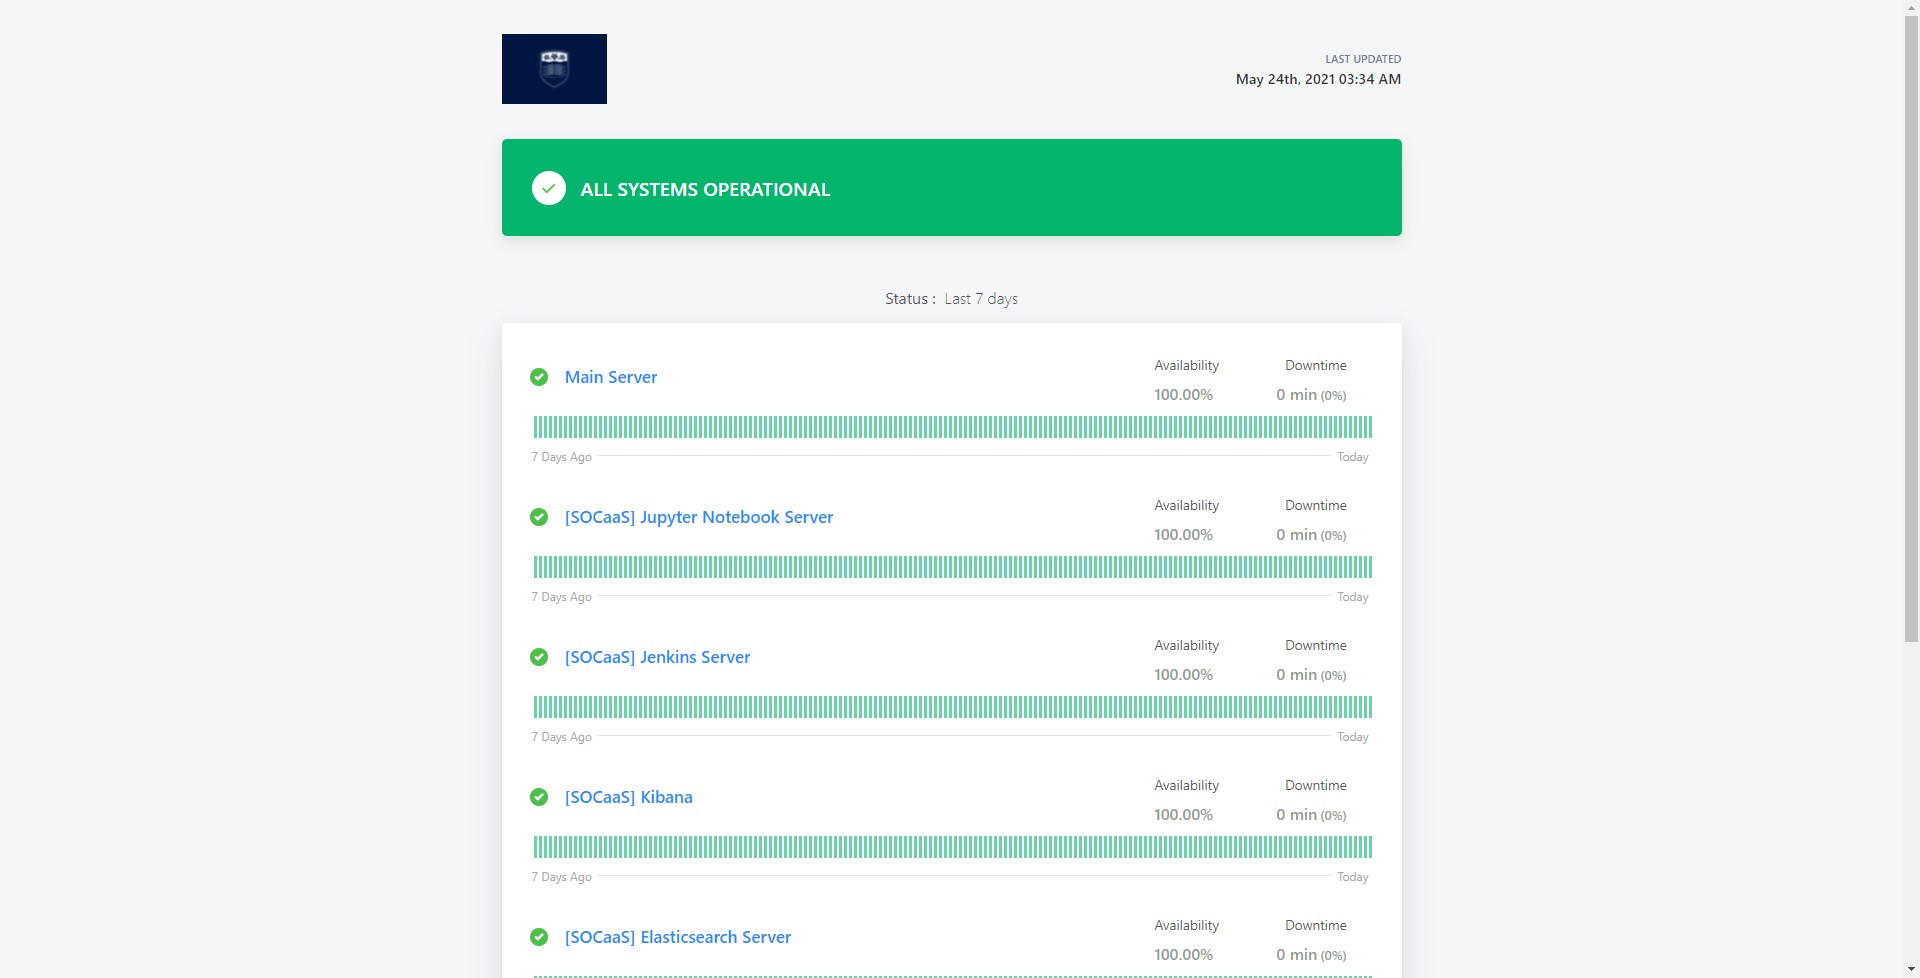 LAST UPDATED
May 24th, 2021 03:34 AM
ALL SYSTEMS OPERATIONAL
Status : Last 7 days
Main Server
Availability Downtime
100.00% 0 min (0%)
7 Days Ago Today
[SOCaaS] Jupyter Notebook Server
Availability Downtime
100.00% 0 min (0%)
7 Days Ago Today
[SOCaaS] Jenkins Server
Availability Downtime
100.00% 0 min (0%)
7 Days Ago Today
[SOCaaS] Kibana
Availability Downtime
100.00% 0 min (0%)
7 Days Ago Today
[SOCaaS] Elasticsearch Server
Availability Downtime
100.00% 0 min (0%)